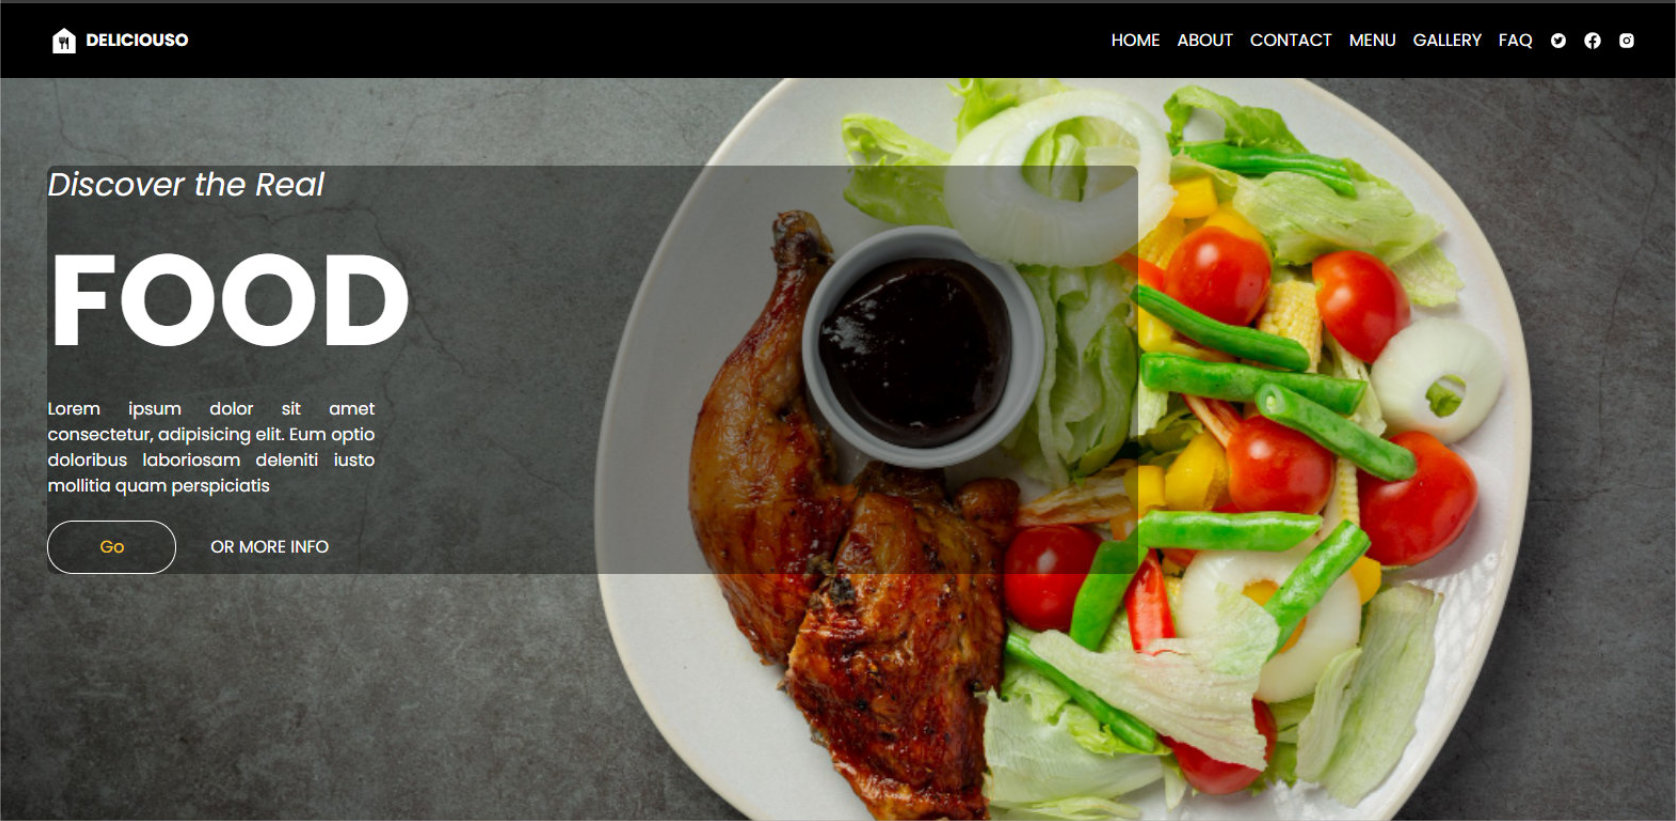 DELICIOUSO
HOME ABOUT CONTACT MENU GALLERY FAQ
Discover the Real
FOOD
Lorem ipsum dolor sit amet
consectetur, adipisicing elit. Eum optio
doloribus laboriosam deleniti iusto
mollitia quam perspiciatis
Go OR MORE INFO